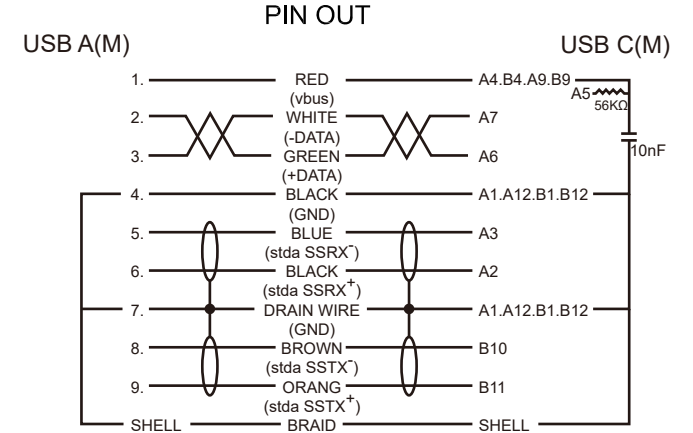 PIN OUT
USB A(M) USB C(M)
1. RED A4.B4.A9.B9
(vbus) A5 56KΩ
2. WHITE A7
(-DATA)
3. GREEN A6 10nF
(+DATA)
4. BLACK A1.A12.B1.B12
(GND)
5. BLUE A3
(stda SSRX⁻)
6. BLACK A2
(stda SSRX⁺)
7. DRAIN WIRE A1.A12.B1.B12
(GND)
8. BROWN B10
(stda SSTX⁻)
9. ORANG B11
(stda SSTX⁺)
SHELL BRAID SHELL